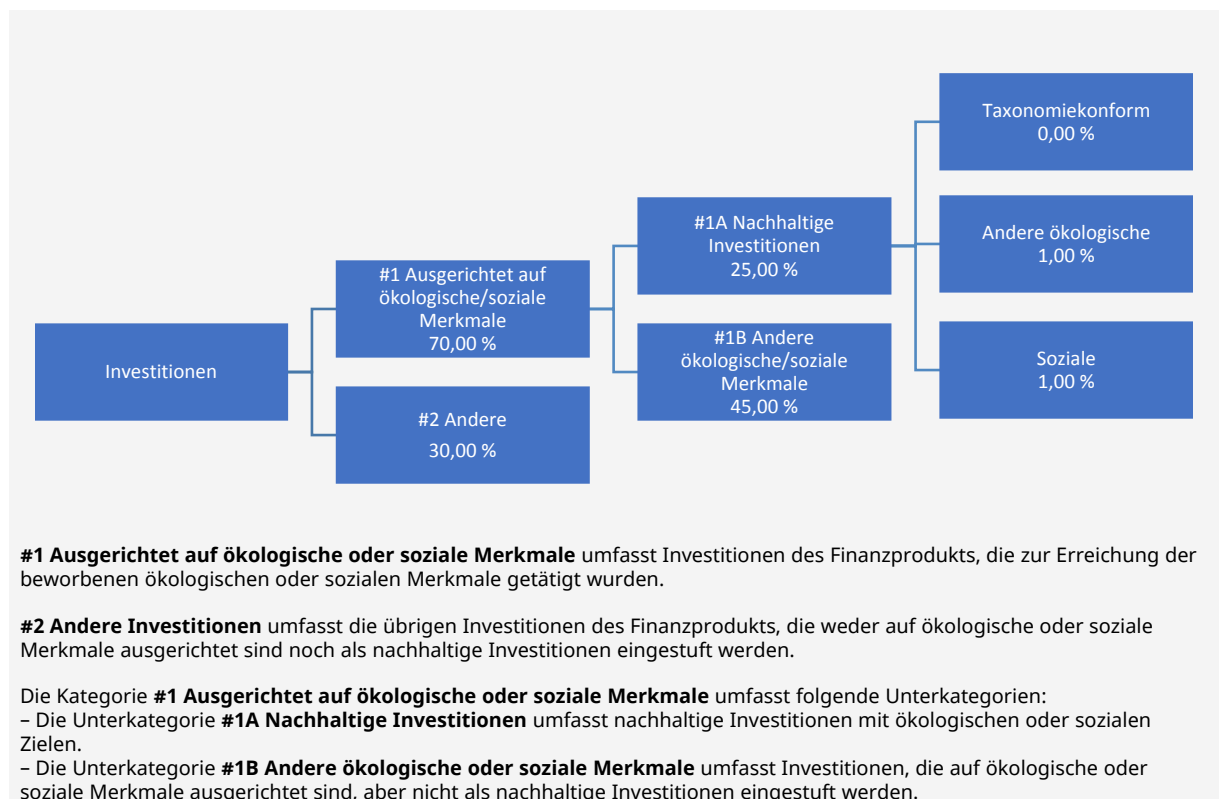 Investitionen
#1 Ausgerichtet auf
ökologische/soziale
Merkmale
70,00 %
#2 Andere
30,00 %
#1A Nachhaltige
Investitionen
25,00 %
#1B Andere
ökologische/soziale
Merkmale
45,00 %
Taxonomiekonform
0,00 %
Andere ökologische
1,00 %
Soziale
1,00 %
#1 Ausgerichtet auf ökologische oder soziale Merkmale umfasst Investitionen des Finanzprodukts, die zur Erreichung der
beworbenen ökologischen oder sozialen Merkmale getätigt wurden.
#2 Andere Investitionen umfasst die übrigen Investitionen des Finanzprodukts, die weder auf ökologische oder soziale
Merkmale ausgerichtet sind noch als nachhaltige Investitionen eingestuft werden.
Die Kategorie #1 Ausgerichtet auf ökologische oder soziale Merkmale umfasst folgende Unterkategorien:
– Die Unterkategorie #1A Nachhaltige Investitionen umfasst nachhaltige Investitionen mit ökologischen oder sozialen
Zielen.
– Die Unterkategorie #1B Andere ökologische oder soziale Merkmale umfasst Investitionen, die auf ökologische oder
soziale Merkmale ausgerichtet sind, aber nicht als nachhaltige Investitionen eingestuft werden.